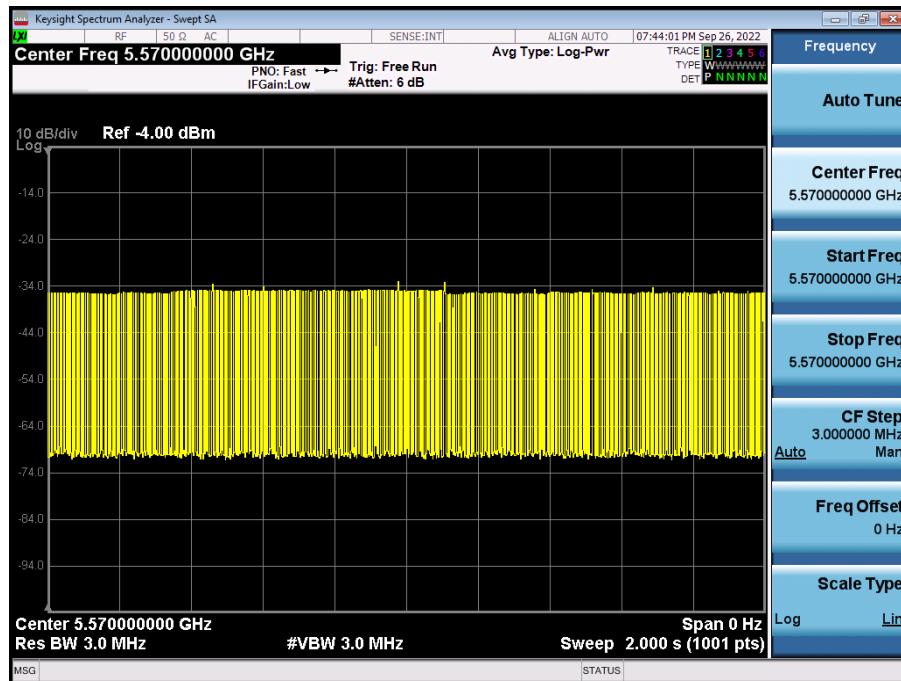 Keysight Spectrum Analyzer - Swept SA
LXI RF 50 Ω AC SENSE:INT ALIGN AUTO 07:44:01 PM Sep 26, 2022
Center Freq 5.570000000 GHz
PNO: Fast
IFGain:Low
Trig: Free Run
#Atten: 6 dB
Avg Type: Log-Pwr
TRACE 1 2 3 4 5 6
TYPE WWWWWW
DET P N N N N N
10 dB/div Ref -4.00 dBm
Log
-14.0
-24.0
-34.0
-44.0
-54.0
-64.0
-74.0
-84.0
-94.0
Center 5.570000000 GHz Span 0 Hz
Res BW 3.0 MHz #VBW 3.0 MHz Sweep 2.000 s (1001 pts)
MSG STATUS
Frequency
Auto Tune
Center Freq
5.570000000 GHz
Start Freq
5.570000000 GHz
Stop Freq
5.570000000 GHz
CF Step
3.000000 MHz
Auto Man
Freq Offset
0 Hz
Scale Type
Log Lin